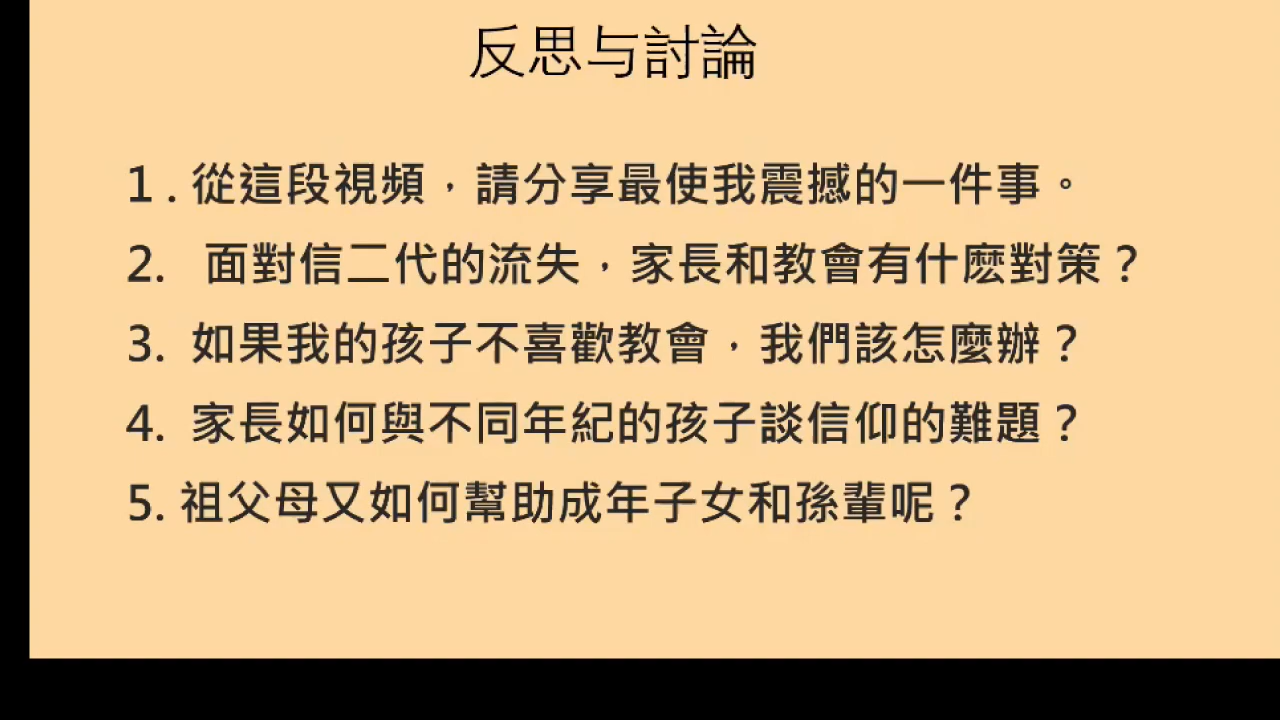 反思与討論
1 . 從這段視頻，請分享最使我震撼的一件事。
2. 面對信二代的流失，家長和教會有什麽對策？
3. 如果我的孩子不喜歡教會，我們該怎麼辦？
4. 家長如何與不同年紀的孩子談信仰的難題？
5. 祖父母又如何幫助成年子女和孫輩呢？